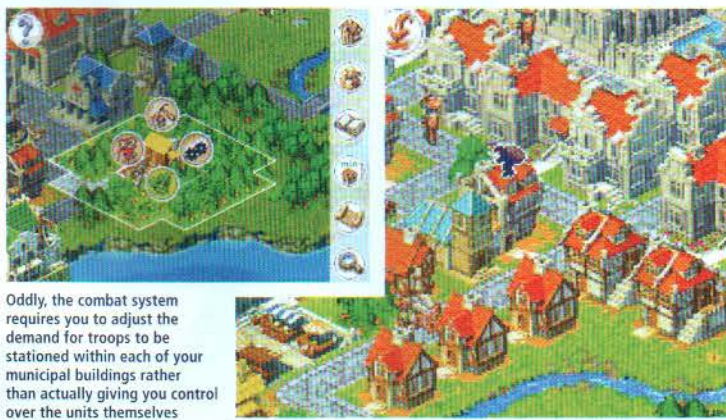 Oddly, the combat system
requires you to adjust the
demand for troops to be
stationed within each of your
municipal buildings rather
than actually giving you control
over the units themselves